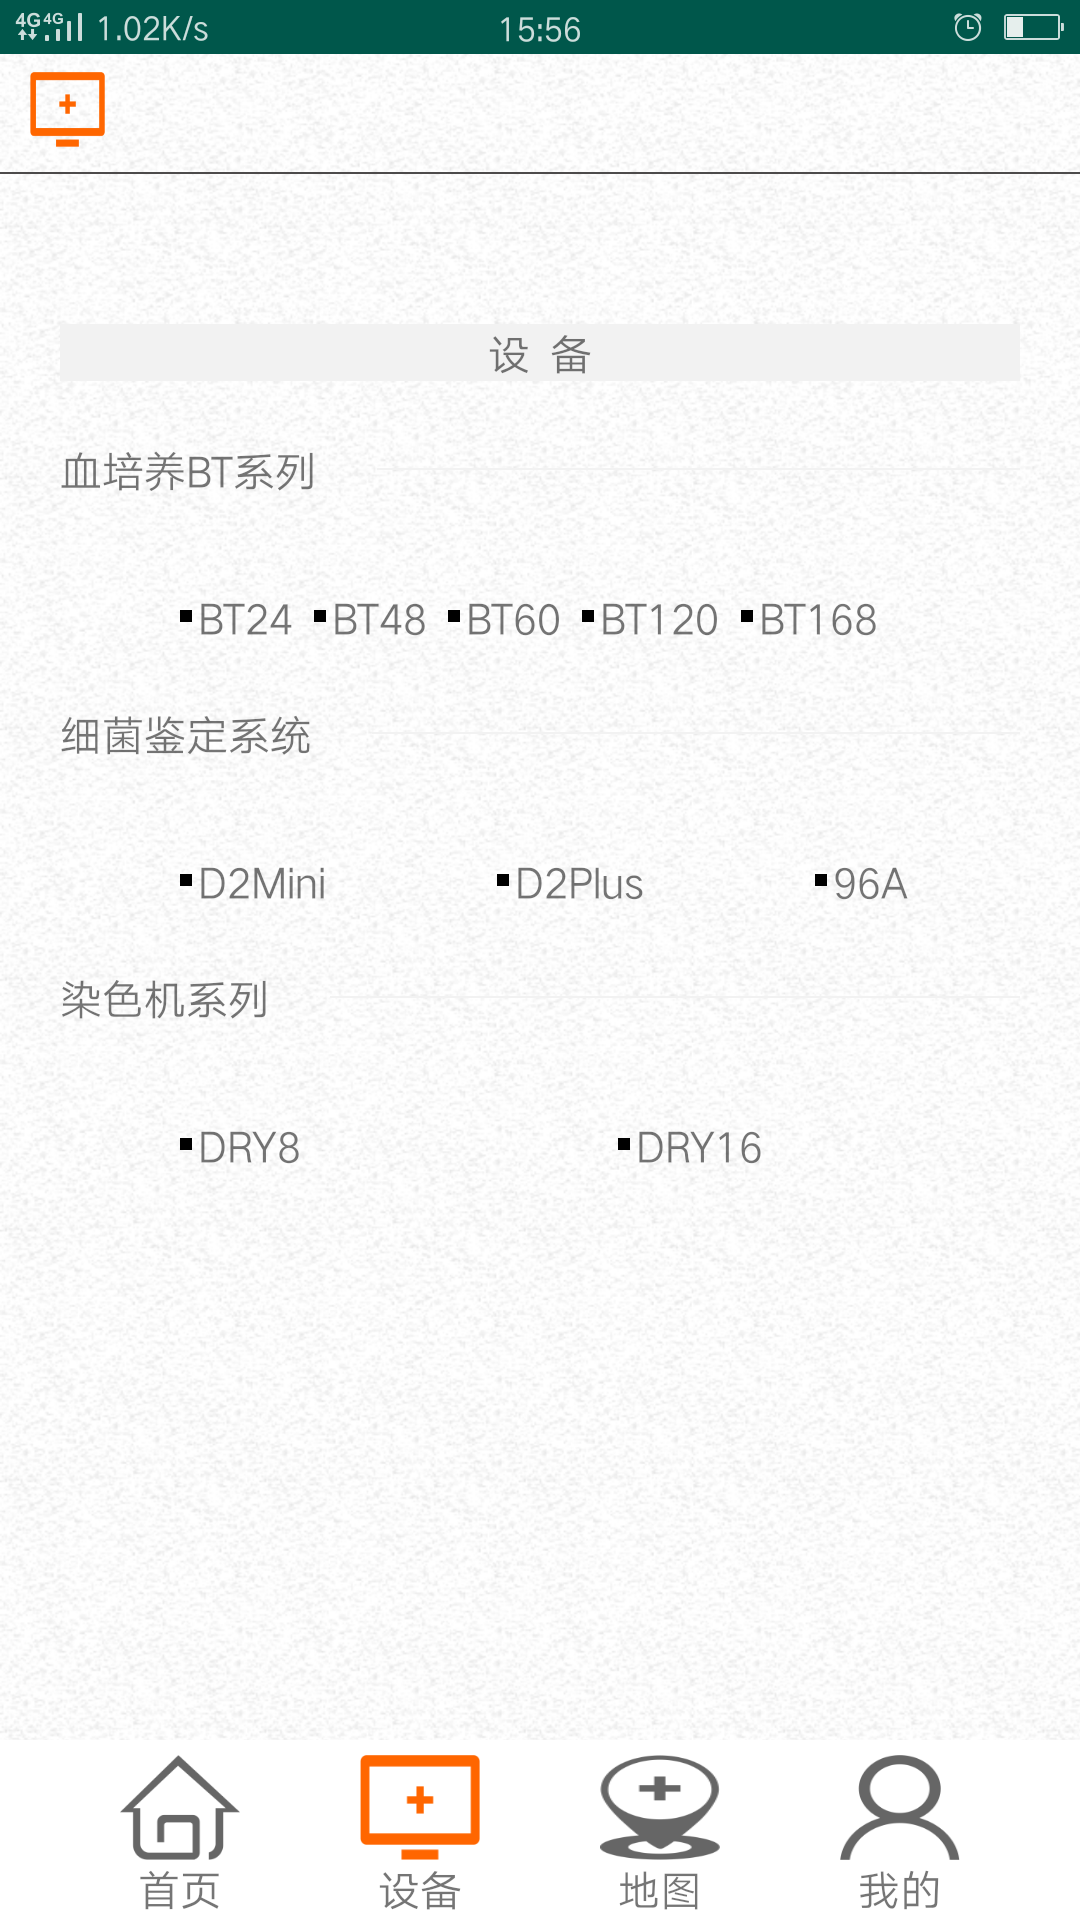 4G 4G 1.02K/s 15:56
设 备
血培养BT系列
BT24 BT48 BT60 BT120 BT168
细菌鉴定系统
D2Mini D2Plus 96A
染色机系列
DRY8 DRY16
首页 设备 地图 我的